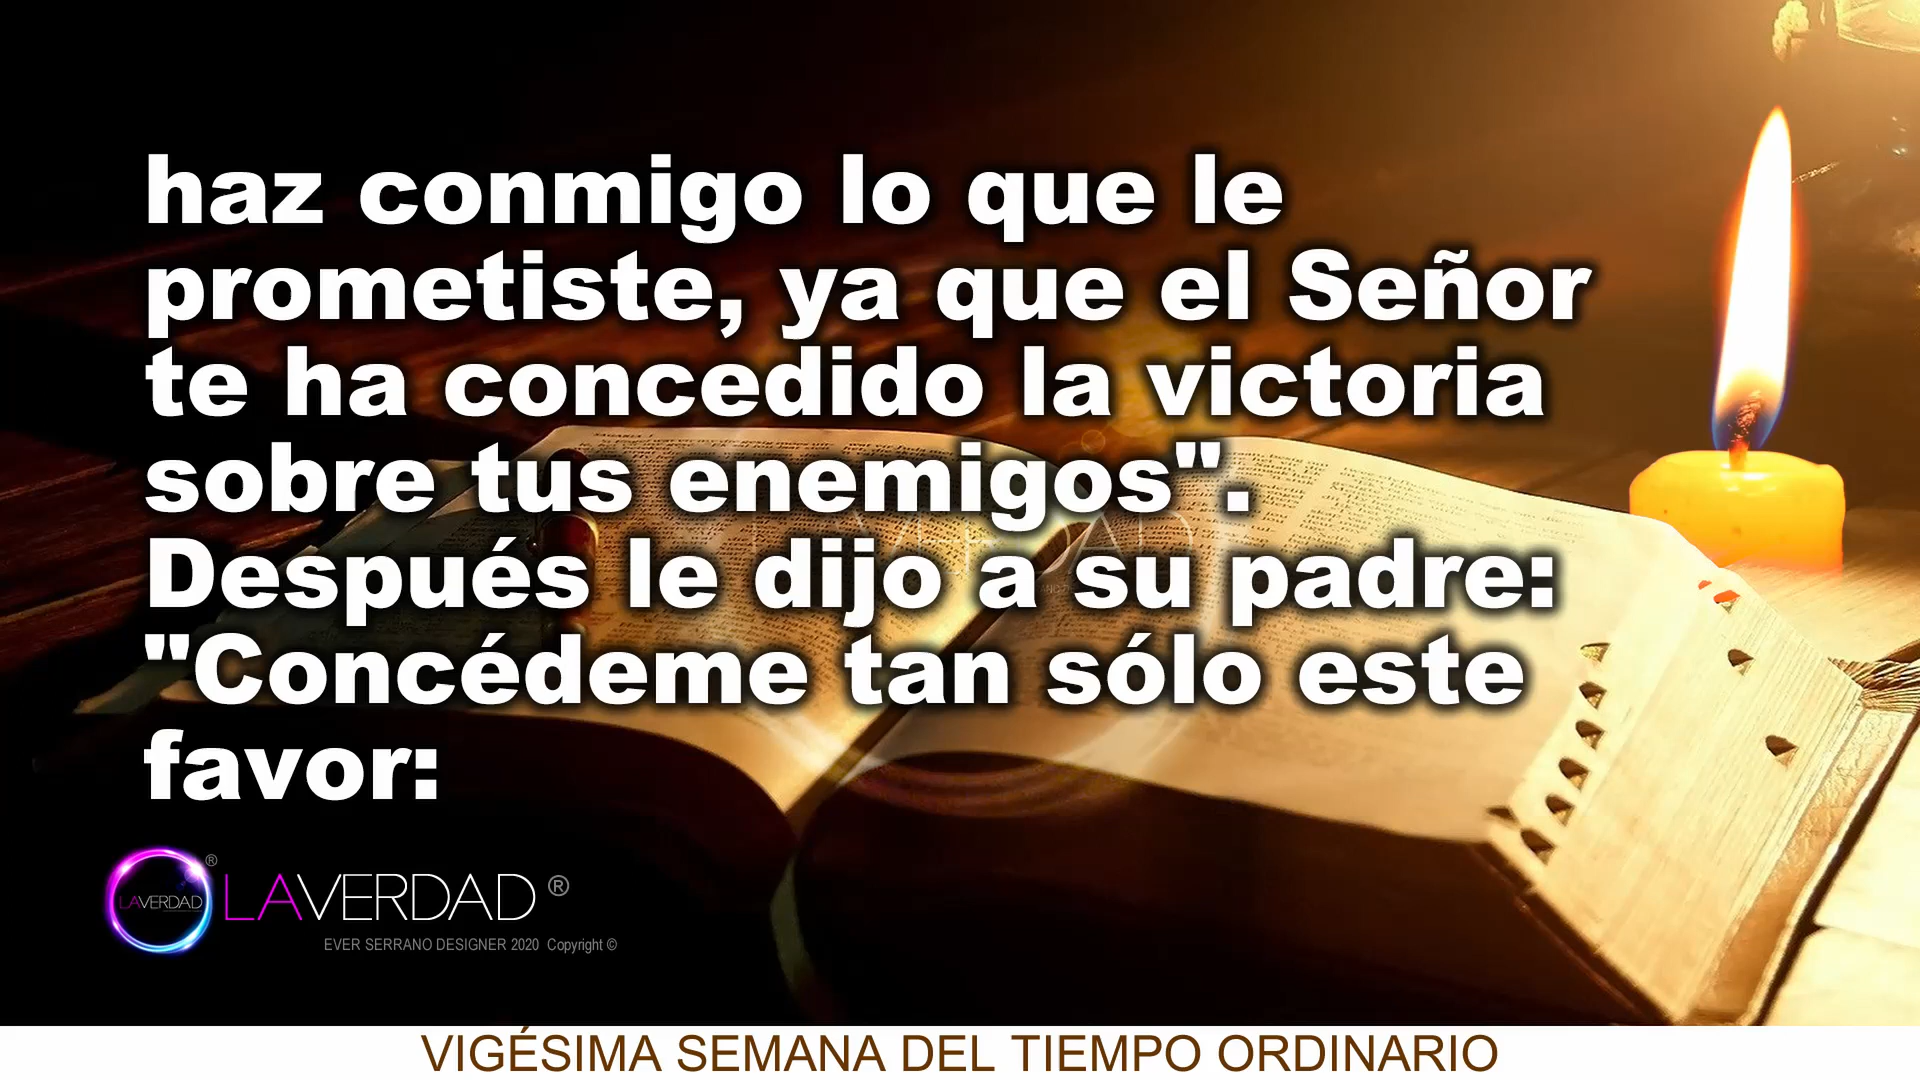 haz conmigo lo que le
prometiste, ya que el Señor
te ha concedido la victoria
sobre tus enemigos".
Después le dijo a su padre:
"Concédeme tan sólo este
favor:
LAVERDAD ®
LAVERDAD ®
EVER SERRANO DESIGNER 2020 Copyright ©
VIGÉSIMA SEMANA DEL TIEMPO ORDINARIO